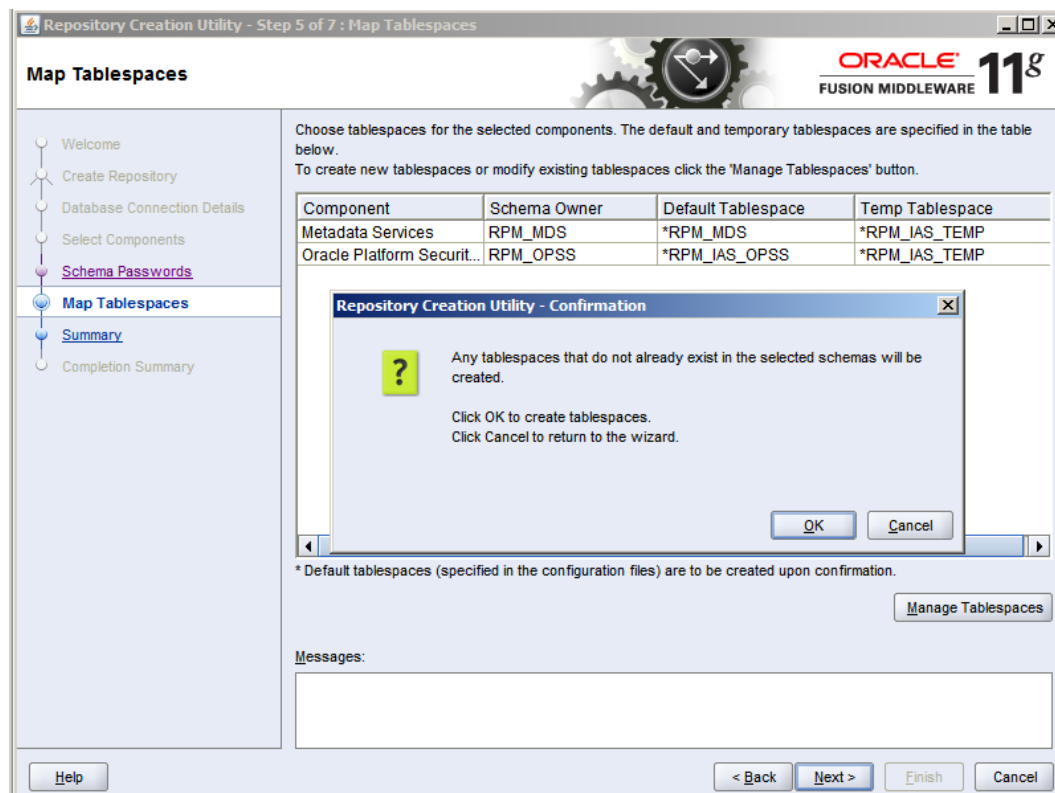 Repository Creation Utility - Step 5 of 7 : Map Tablespaces
Map Tablespaces
ORACLE
FUSION MIDDLEWARE 11g
Welcome
Create Repository
Database Connection Details
Select Components
Schema Passwords
Map Tablespaces
Summary
Completion Summary
Choose tablespaces for the selected components. The default and temporary tablespaces are specified in the table
below.
To create new tablespaces or modify existing tablespaces click the 'Manage Tablespaces' button.
Component Schema Owner Default Tablespace Temp Tablespace
Metadata Services RPM_MDS *RPM_MDS *RPM_IAS_TEMP
Oracle Platform Securit... RPM_OPSS *RPM_IAS_OPSS *RPM_IAS_TEMP
Repository Creation Utility - Confirmation
?
Any tablespaces that do not already exist in the selected schemas will be
created.
Click OK to create tablespaces.
Click Cancel to return to the wizard.
OK Cancel
* Default tablespaces (specified in the configuration files) are to be created upon confirmation.
Manage Tablespaces
Messages:
Help < Back Next > Finish Cancel